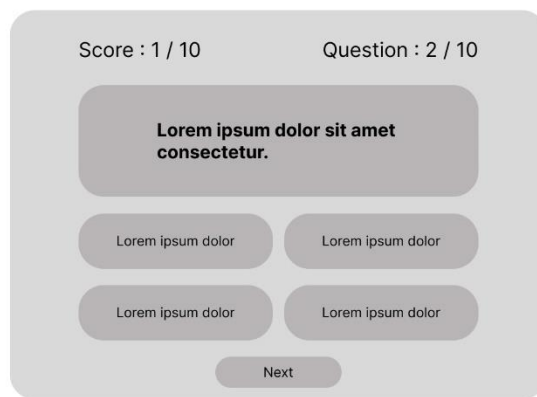 Score : 1 / 10
Question : 2 / 10
Lorem ipsum dolor sit amet
consectetur.
Lorem ipsum dolor
Lorem ipsum dolor
Lorem ipsum dolor
Lorem ipsum dolor
Next